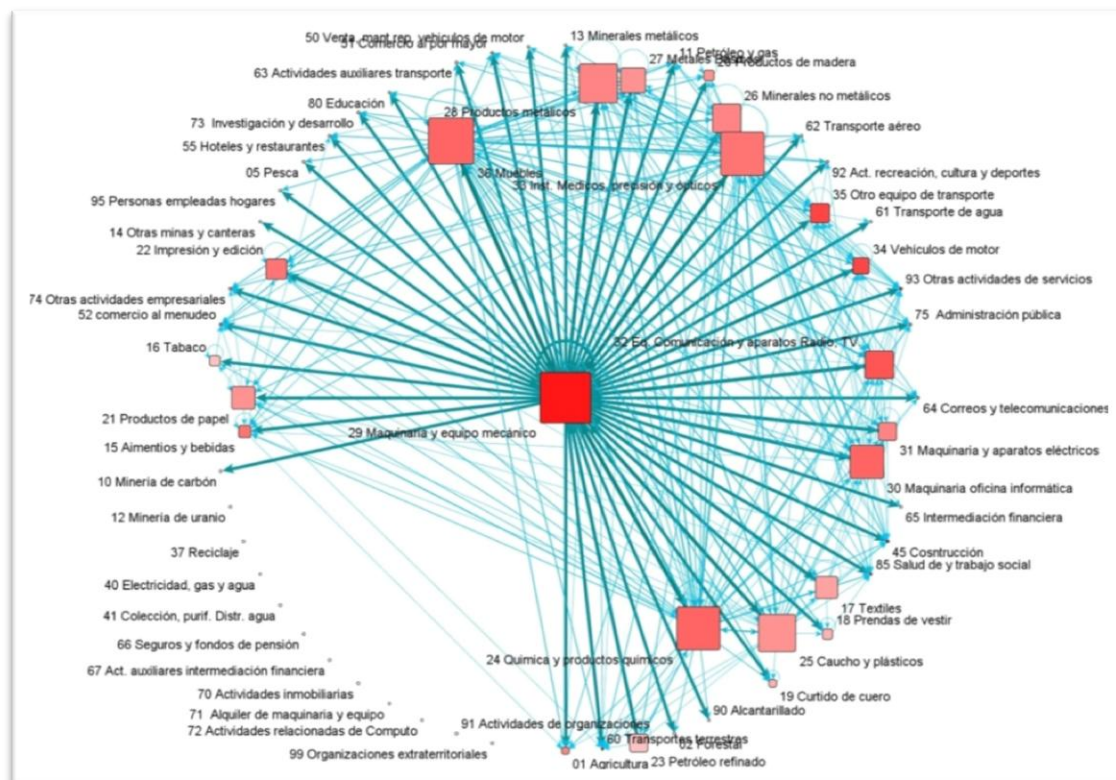 50 Venta, mant.rep, vehículos de motor
51 Comercio al por mayor
13 Minerales metálicos
11 Petróleo y gas
27 Metales
Productos de madera
63 Actividades auxiliares transporte
26 Minerales no metálicos
80 Educación
28 Productos metálicos
73 Investigación y desarrollo
62 Transporte aéreo
55 Hoteles y restaurantes
05 Pesca
36 Muebles
33 Inst. Medicos, precisión y ópticos
92 Act. recreación, cultura y deportes
35 Otro equipo de transporte
95 Personas empleadas hogares
61 Transporte de agua
14 Otras minas y canteras
22 Impresión y edición
34 Vehículos de motor
93 Otras actividades de servicios
74 Otras actividades empresariales
52 comercio al menudeo
75 Administración pública
16 Tabaco
32 Eq. Comunicación y aparatos Radio, TV
64 Correos y telecomunicaciones
21 Productos de papel
29 Maquinaria y equipo mecánico
15 Aimentios y bebidas
31 Maquinaria y aparatos eléctricos
10 Minería de carbón
30 Maquinaria oficina informática
12 Minería de uranio
65 Intermediación financiera
37 Reciclaje
45 Cosntrucción
85 Salud de y trabajo social
40 Electricidad, gas y agua
17 Textiles
41 Colección, purif. Distr. agua
18 Prendas de vestir
66 Seguros y fondos de pensión
24 Quimica y productos químicos
25 Caucho y plásticos
67 Act. auxiliares intermediación financiera
70 Actividades inmobiliarias
19 Curtido de cuero
71 Alquiler de maquinaria y equipo
90 Alcantarillado
72 Actividades relacionadas de Computo
91 Actividades de organizaciones
60 Transportes terrestres
02 Forestal
99 Organizaciones extraterritoriales
01 Agricultura
23 Petróleo refinado